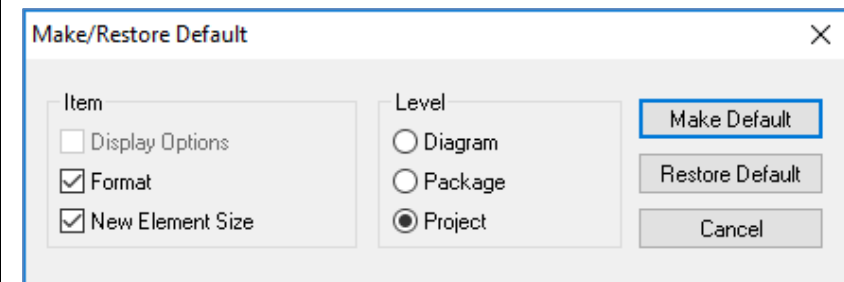 Make/Restore Default
Item
Display Options
Format
New Element Size
Level
Diagram
Package
Project
Make Default
Restore Default
Cancel